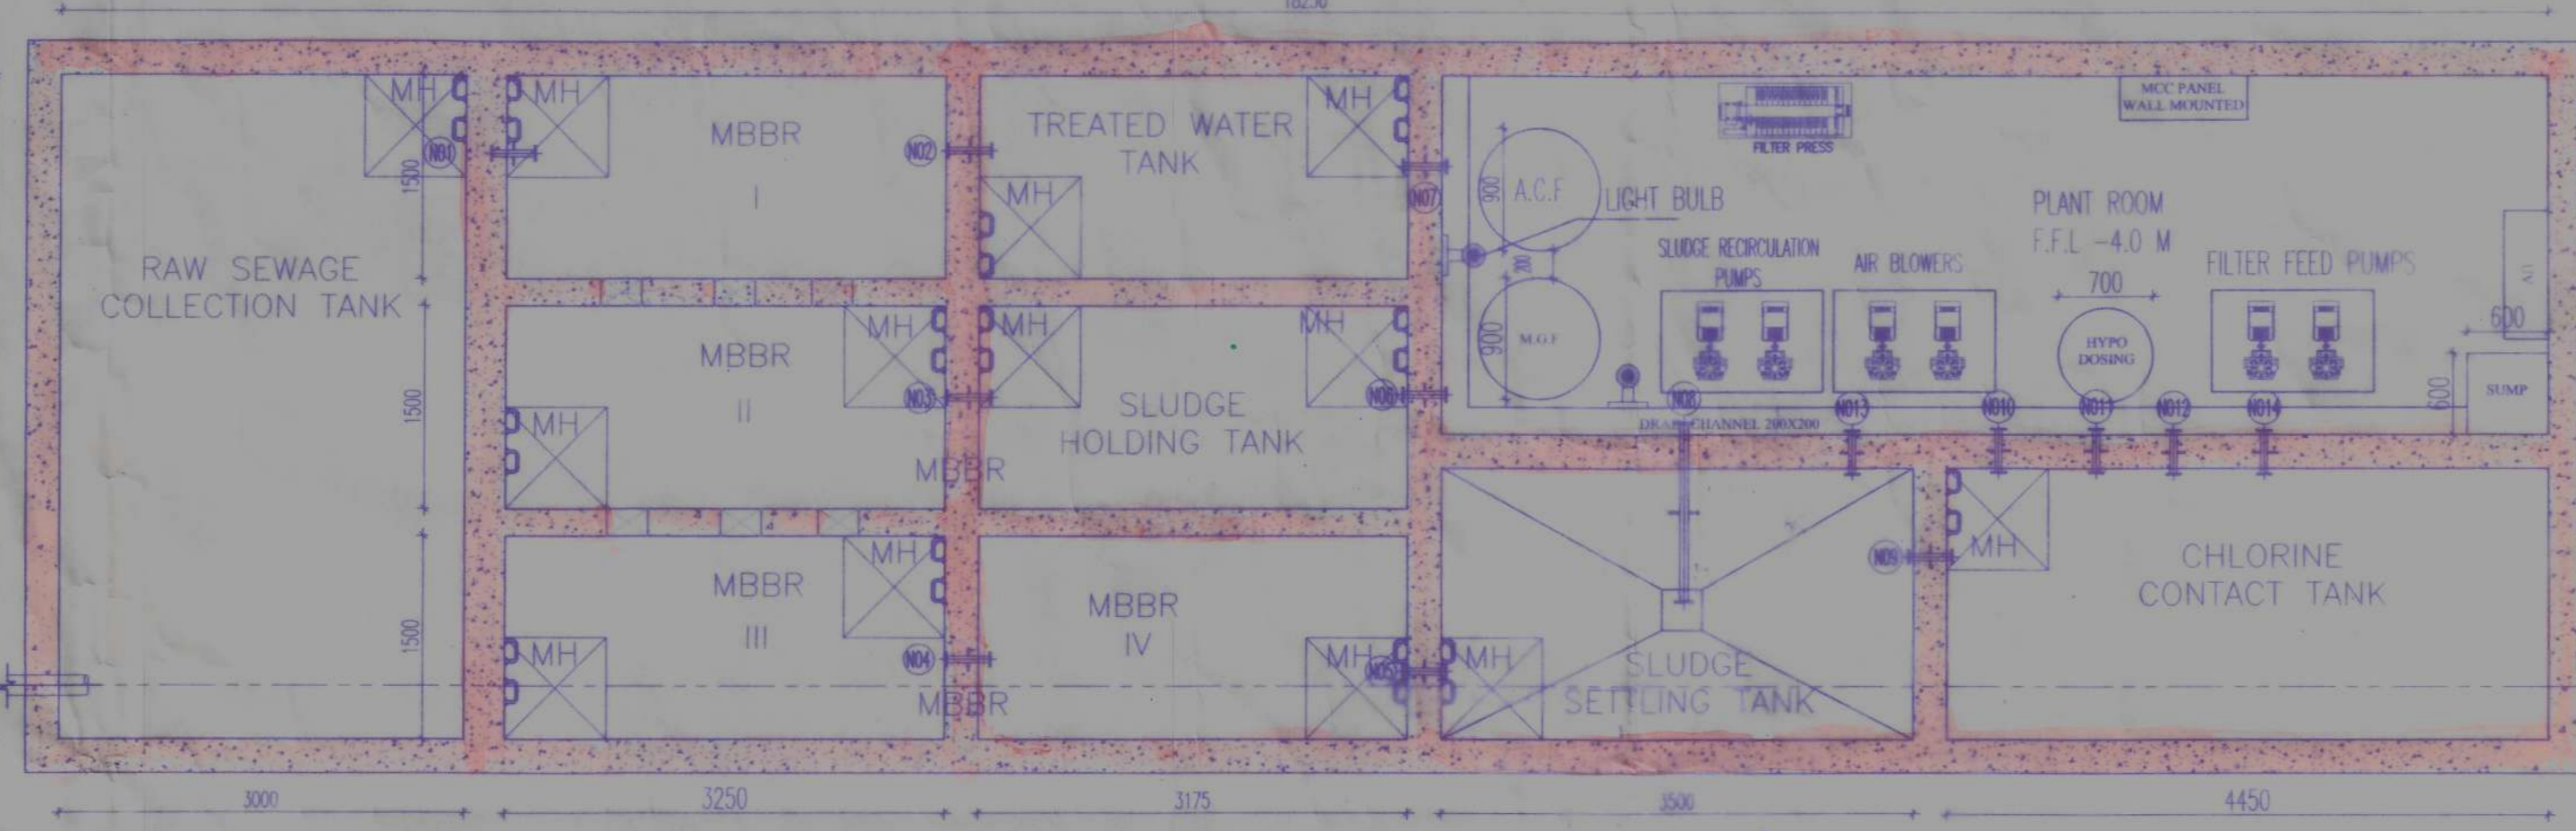 MH
MH
MBBR
I
TREATED WATER
TANK
MH
MH
N01
N02
N07
1500
RAW SEWAGE
COLLECTION TANK
MBBR
II
MH
MH
N03
1500
MH
MH
SLUDGE
HOLDING TANK
N06
MBBR
MBBR
III
MH
MH
N04
1500
MBBR
MBBR
IV
MH
N05
A.C.F
900
LIGHT BULB
200
M.G.F
900
FILTER PRESS
MCC PANEL
WALL MOUNTED
PLANT ROOM
F.F.L -4.0 M
SLUDGE RECIRCULATION
PUMPS
AIR BLOWERS
700
HYPO
DOSING
FILTER FEED PUMPS
600
600
SUMP
N08
N013
N010
N011
N012
N014
CHANNEL 200X200
MH
SLUDGE
SETTLING TANK
N09
MH
CHLORINE
CONTACT TANK
3000
3250
3175
3500
4450